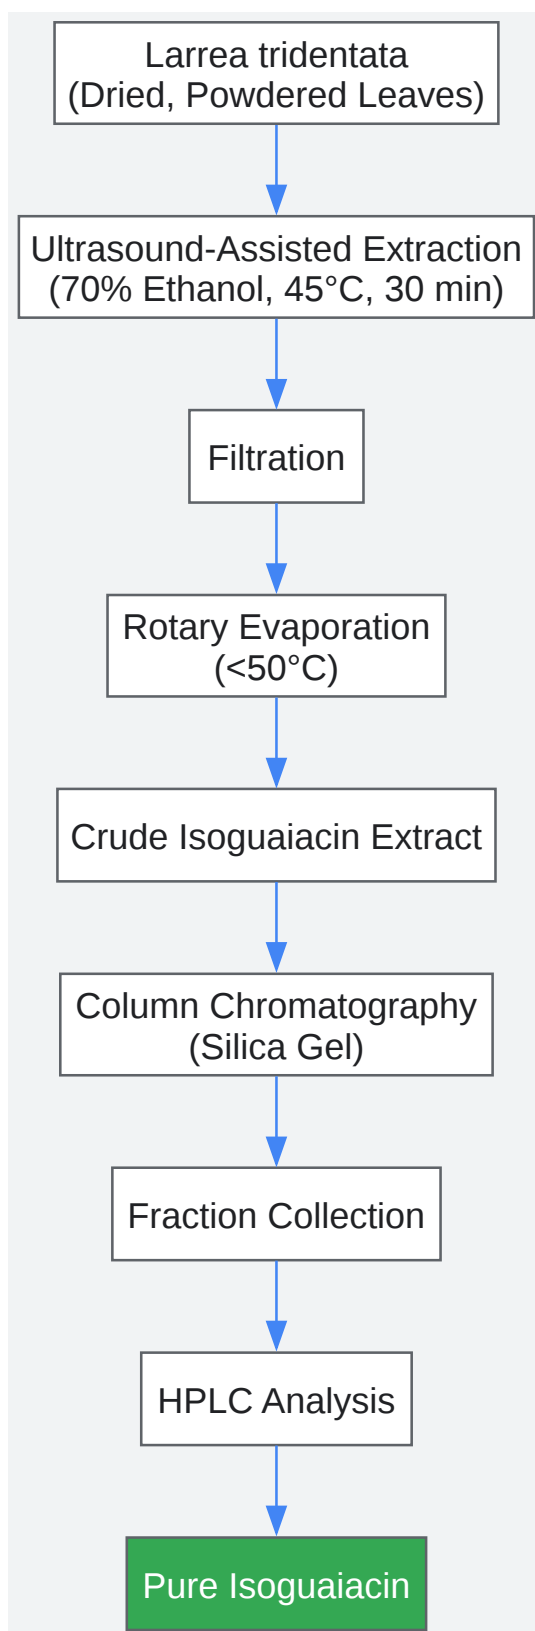 Larrea tridentata
(Dried, Powdered Leaves)
Ultrasound-Assisted Extraction
(70% Ethanol, 45°C, 30 min)
Filtration
Rotary Evaporation
(<50°C)
Crude Isoguaiacin Extract
Column Chromatography
(Silica Gel)
Fraction Collection
HPLC Analysis
Pure Isoguaiacin